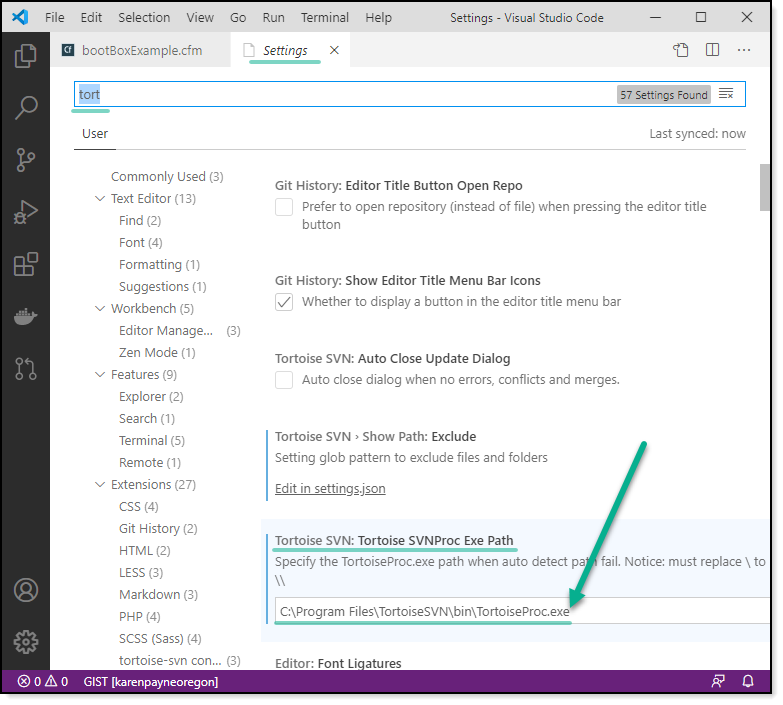 File Edit Selection View Go Run Terminal Help Settings - Visual Studio Code
Cf bootBoxExample.cfm Settings
tort 57 Settings Found
User Last synced: now
Commonly Used (3)
Text Editor (13)
Find (2)
Font (4)
Formatting (1)
Suggestions (1)
Workbench (5)
Editor Manage... (3)
Zen Mode (1)
Features (9)
Explorer (2)
Search (1)
Terminal (5)
Remote (1)
Extensions (27)
CSS (4)
Git History (2)
HTML (2)
LESS (3)
Markdown (3)
PHP (4)
SCSS (Sass) (4)
tortoise-svn con... (3)
Git History: Editor Title Button Open Repo
Prefer to open repository (instead of file) when pressing the editor title
button
Git History: Show Editor Title Menu Bar Icons
Whether to display a button in the editor title menu bar
Tortoise SVN: Auto Close Update Dialog
Auto close dialog when no errors, conflicts and merges.
Tortoise SVN › Show Path: Exclude
Setting glob pattern to exclude files and folders
Edit in settings.json
Tortoise SVN: Tortoise SVNProc Exe Path
Specify the TortoiseProc.exe path when auto detect path fail. Notice: must replace \ to
\\
C:\Program Files\TortoiseSVN\bin\TortoiseProc.exe
Editor: Font Ligatures
0 0 GIST [karenpayneoregon]